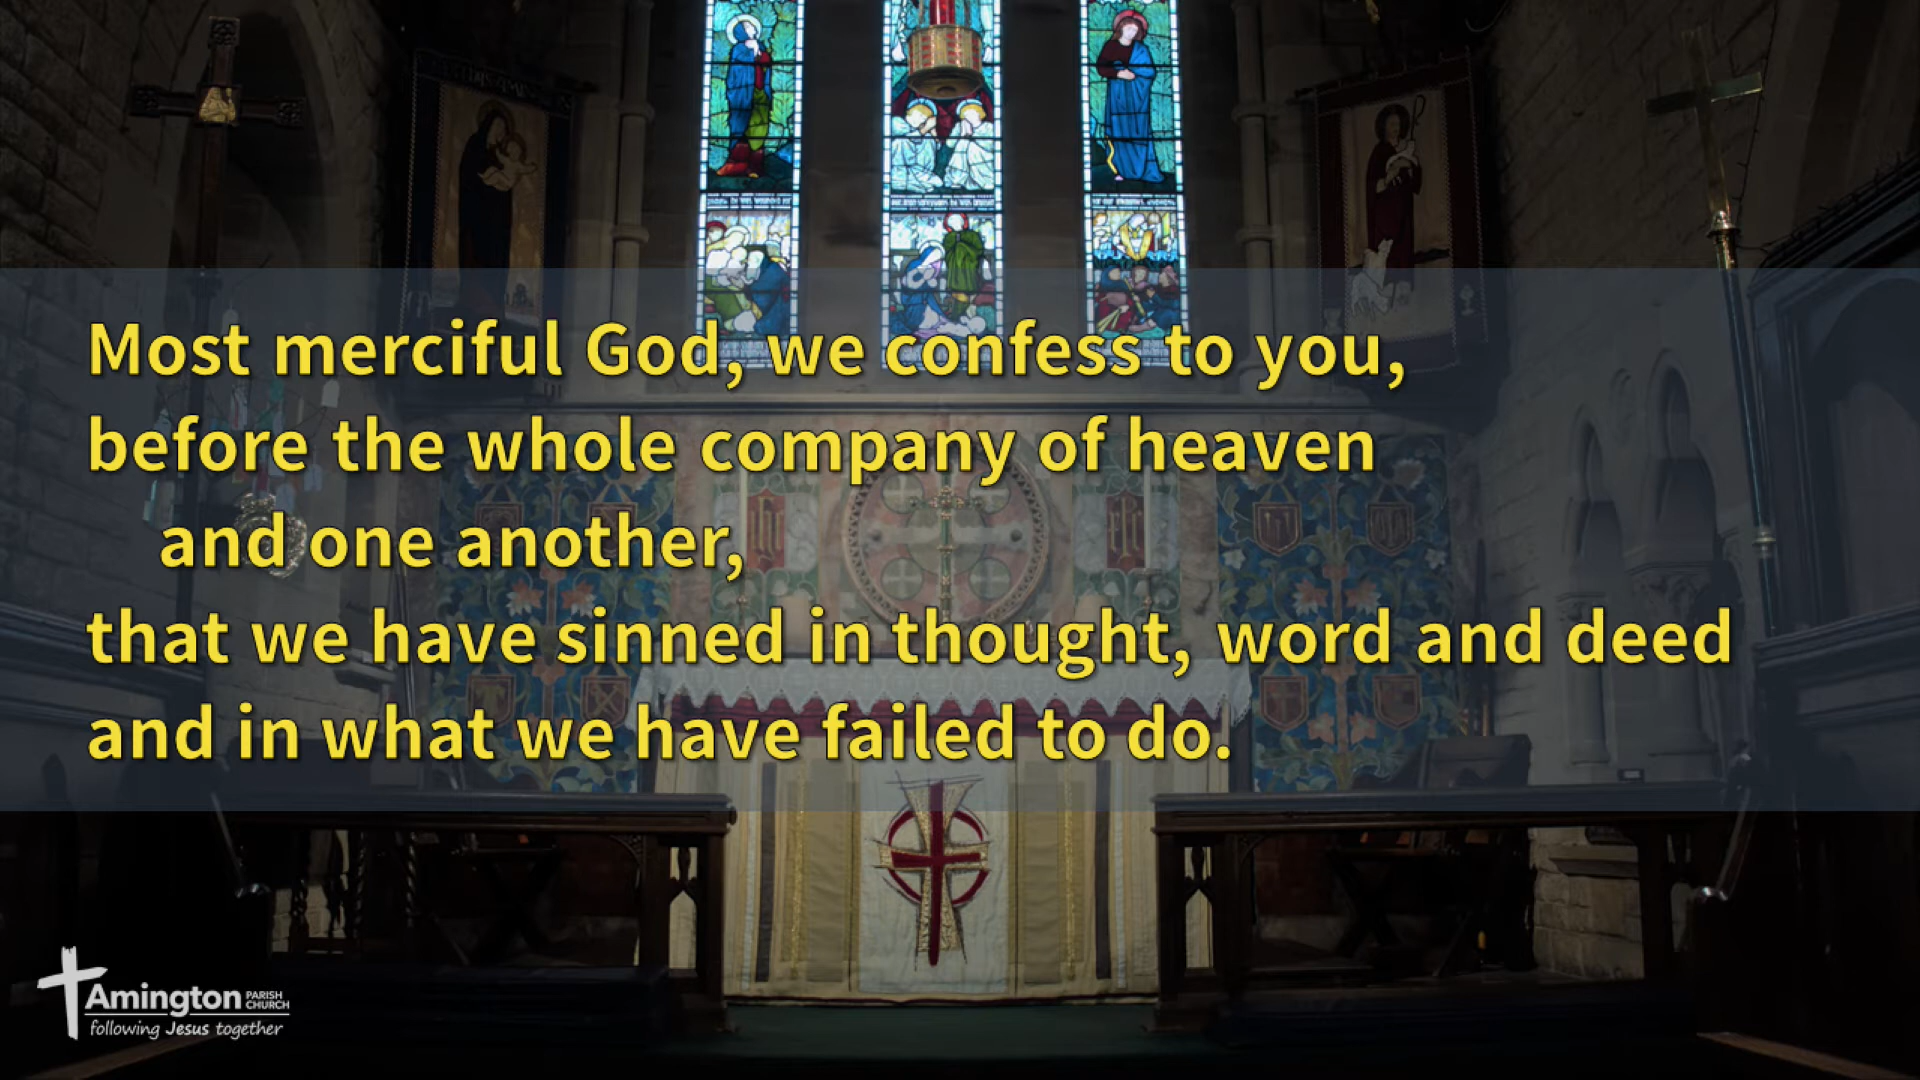 Most merciful God, we confess to you,
before the whole company of heaven
and one another,
that we have sinned in thought, word and deed
and in what we have failed to do.
Amington PARISH CHURCH
following Jesus together